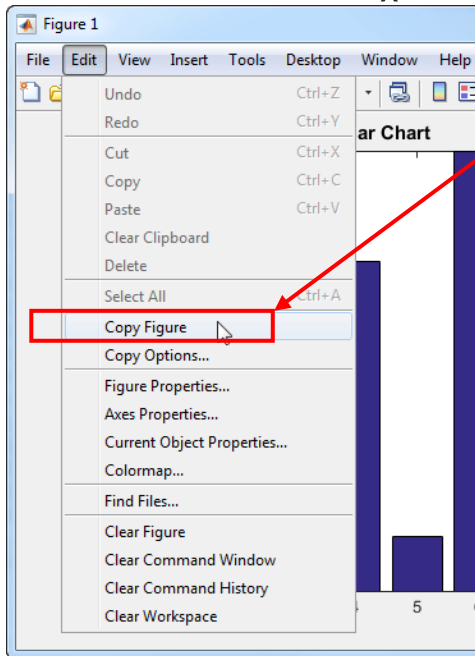 Figure 1
File Edit View Insert Tools Desktop Window Help
Undo Ctrl+Z
Redo Ctrl+Y
ar Chart
Cut Ctrl+X
Copy Ctrl+C
Paste Ctrl+V
Clear Clipboard
Delete
Select All Ctrl+A
Copy Figure
Copy Options...
Figure Properties...
Axes Properties...
Current Object Properties...
Colormap...
Find Files...
Clear Figure
Clear Command Window
Clear Command History
Clear Workspace
5